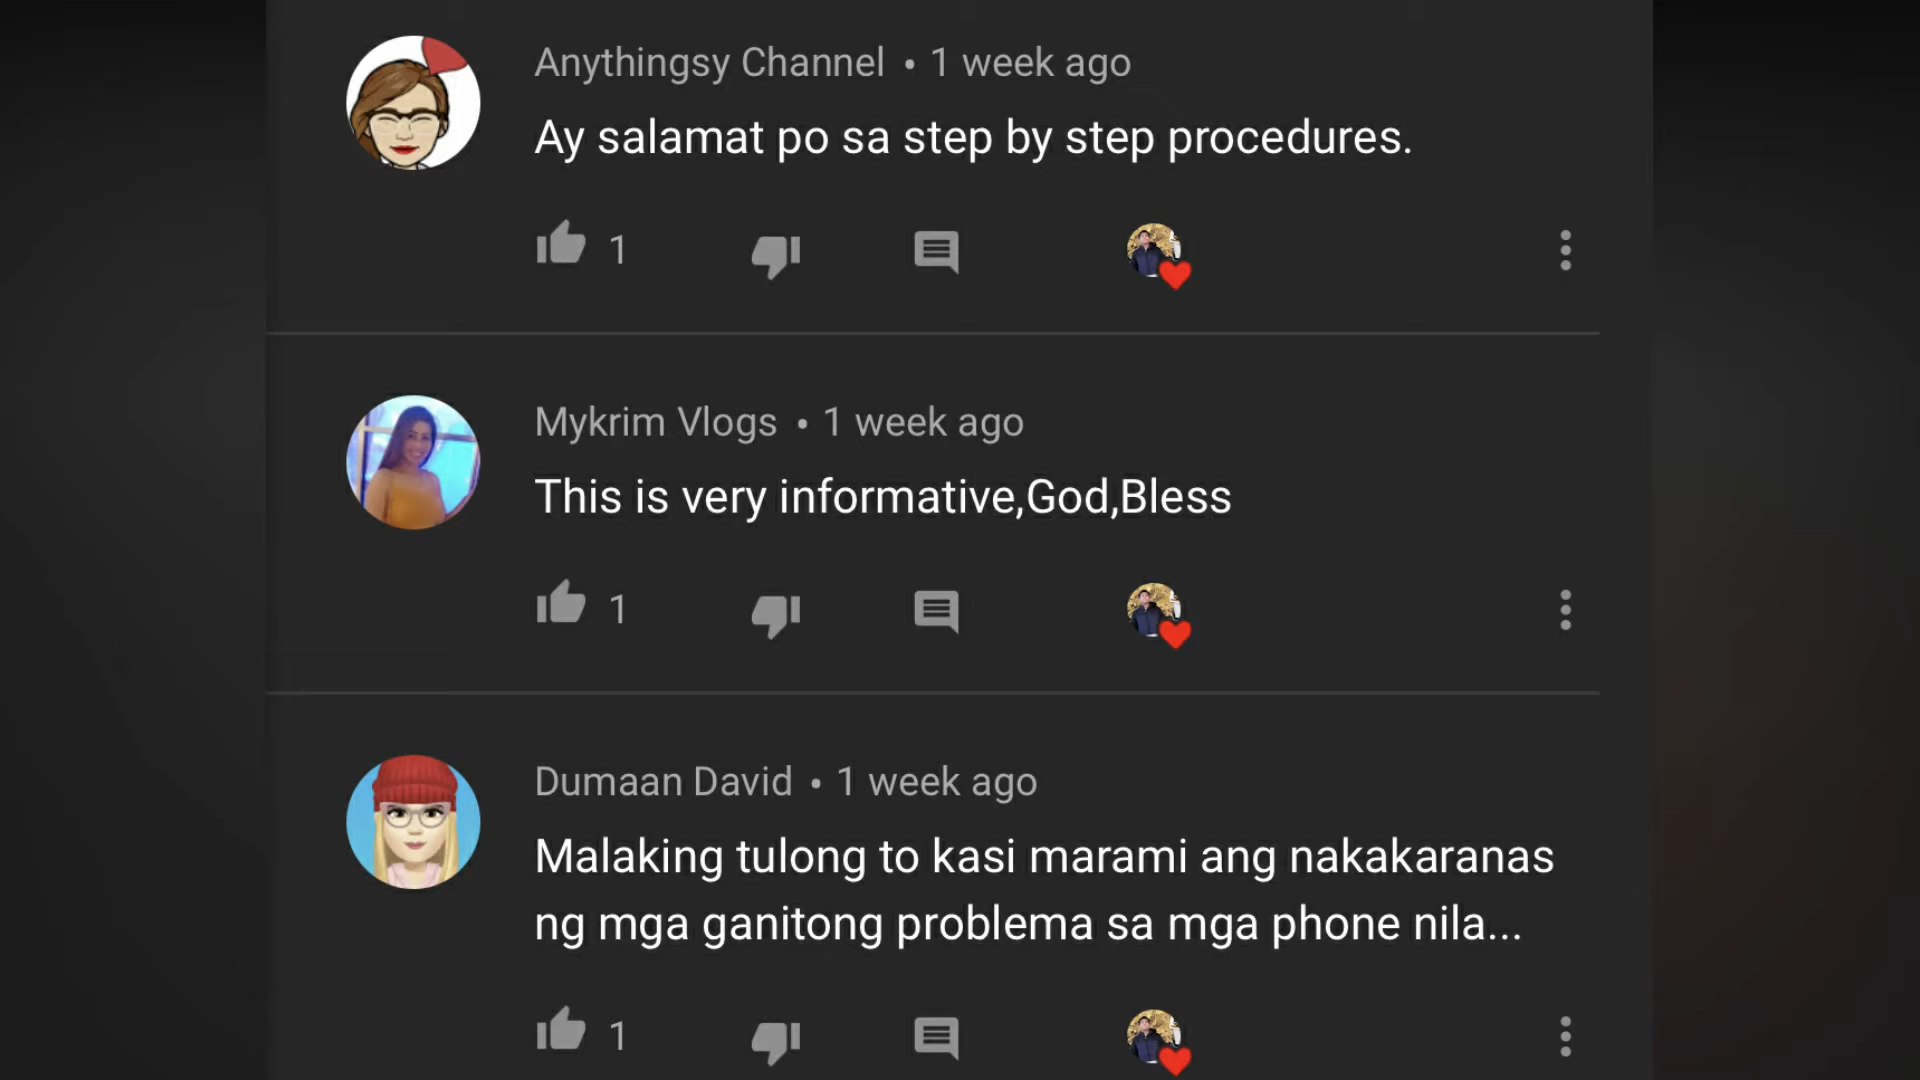 Anythingsy Channel • 1 week ago
Ay salamat po sa step by step procedures.
1
Mykrim Vlogs • 1 week ago
This is very informative,God,Bless
1
Dumaan David • 1 week ago
Malaking tulong to kasi marami ang nakakaranas
ng mga ganitong problema sa mga phone nila...
1